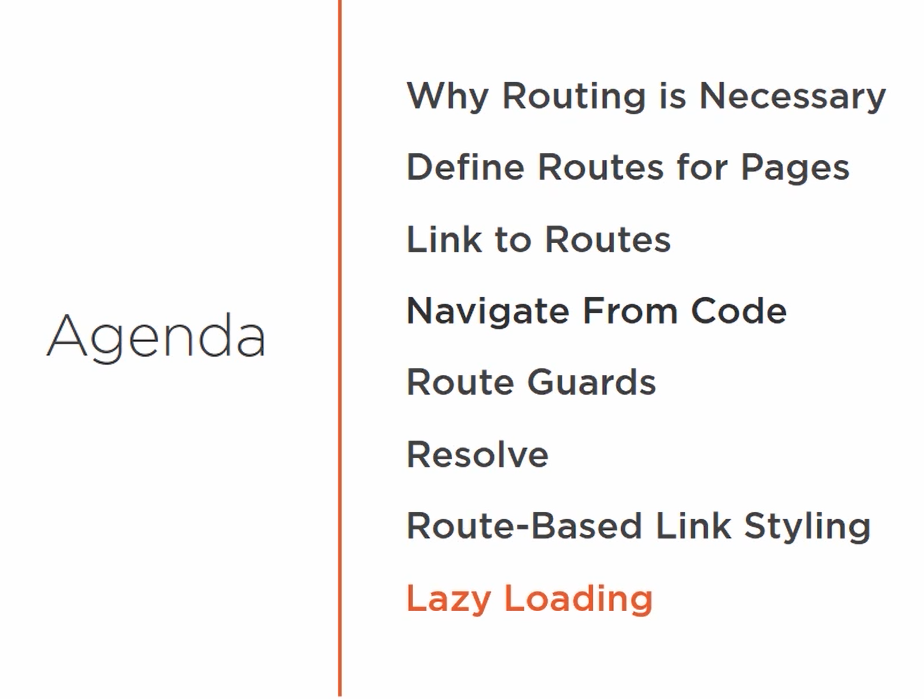 Agenda
Why Routing is Necessary
Define Routes for Pages
Link to Routes
Navigate From Code
Route Guards
Resolve
Route-Based Link Styling
Lazy Loading